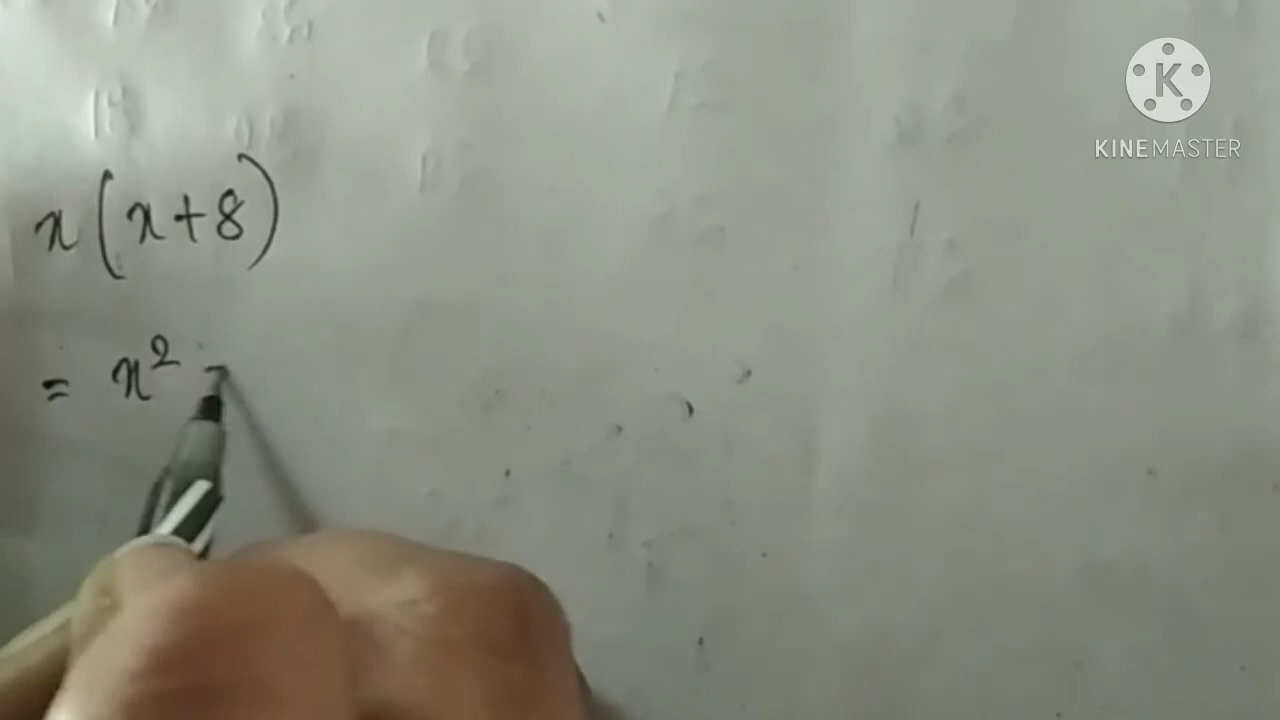 KINEMASTER
x(x+8)
= x²